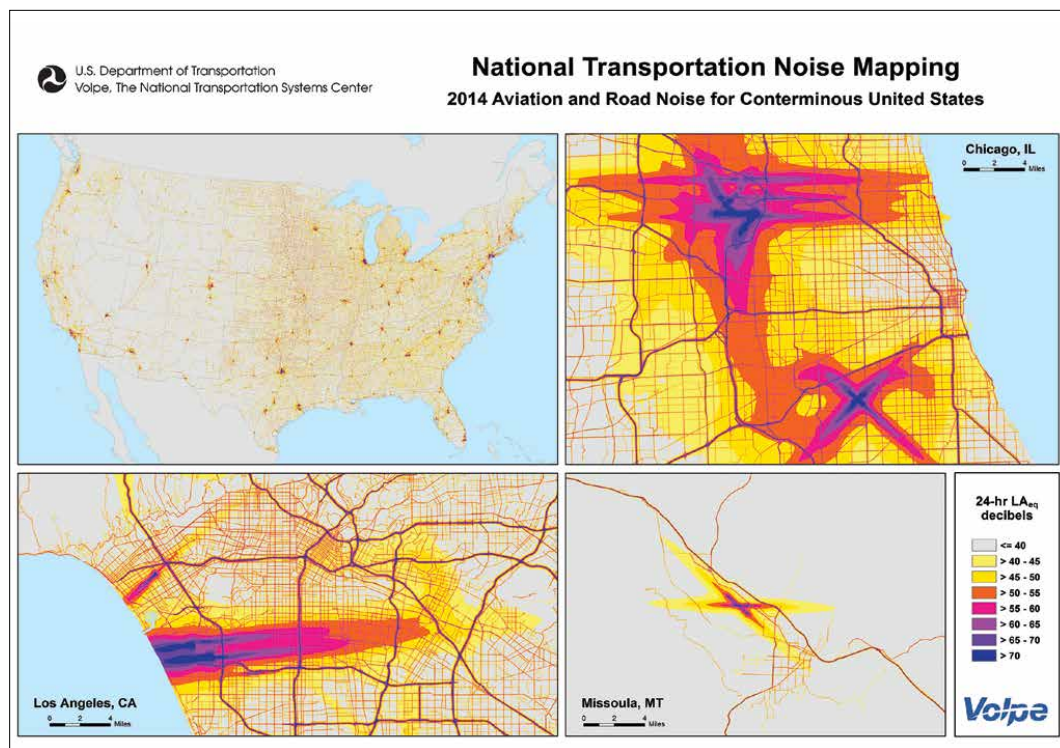 U.S. Department of Transportation
Volpe, The National Transportation Systems Center
National Transportation Noise Mapping
2014 Aviation and Road Noise for Conterminous United States
Chicago, IL
0 2 4
Miles
Los Angeles, CA
0 2 4
Miles
Missoula, MT
0 2 4
Miles
24-hr LAeq
decibels
<= 40
> 40 - 45
> 45 - 50
> 50 - 55
> 55 - 60
> 60 - 65
> 65 - 70
> 70
Volpe